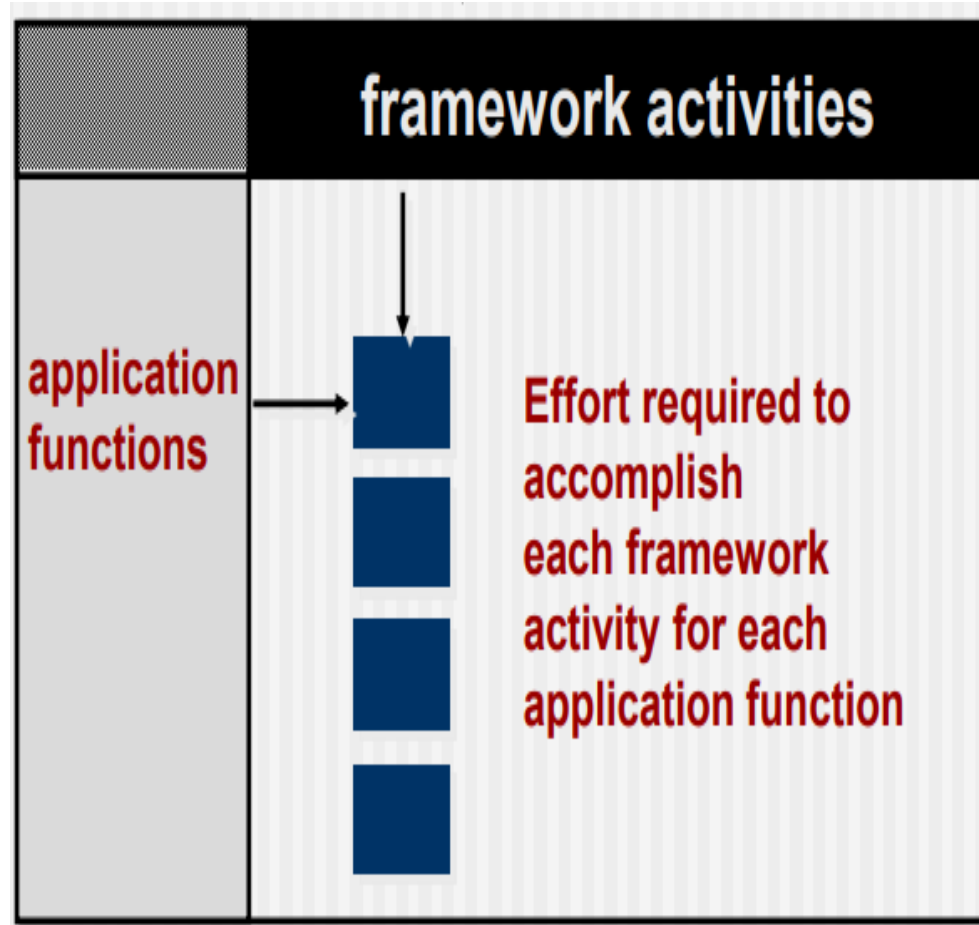 framework activities
application
functions
Effort required to
accomplish
each framework
activity for each
application function